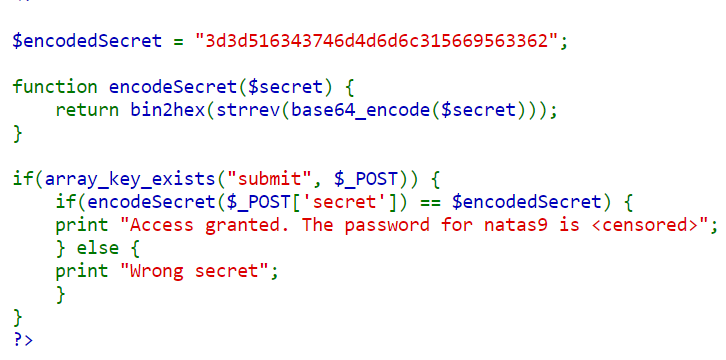 $encodedSecret = "3d3d516343746d4d6d6c315669563362";
function encodeSecret($secret) {
    return bin2hex(strrev(base64_encode($secret)));
}
if(array_key_exists("submit", $_POST)) {
    if(encodeSecret($_POST['secret']) == $encodedSecret) {
    print "Access granted. The password for natas9 is <censored>";
    } else {
    print "Wrong secret";
    }
}
?>